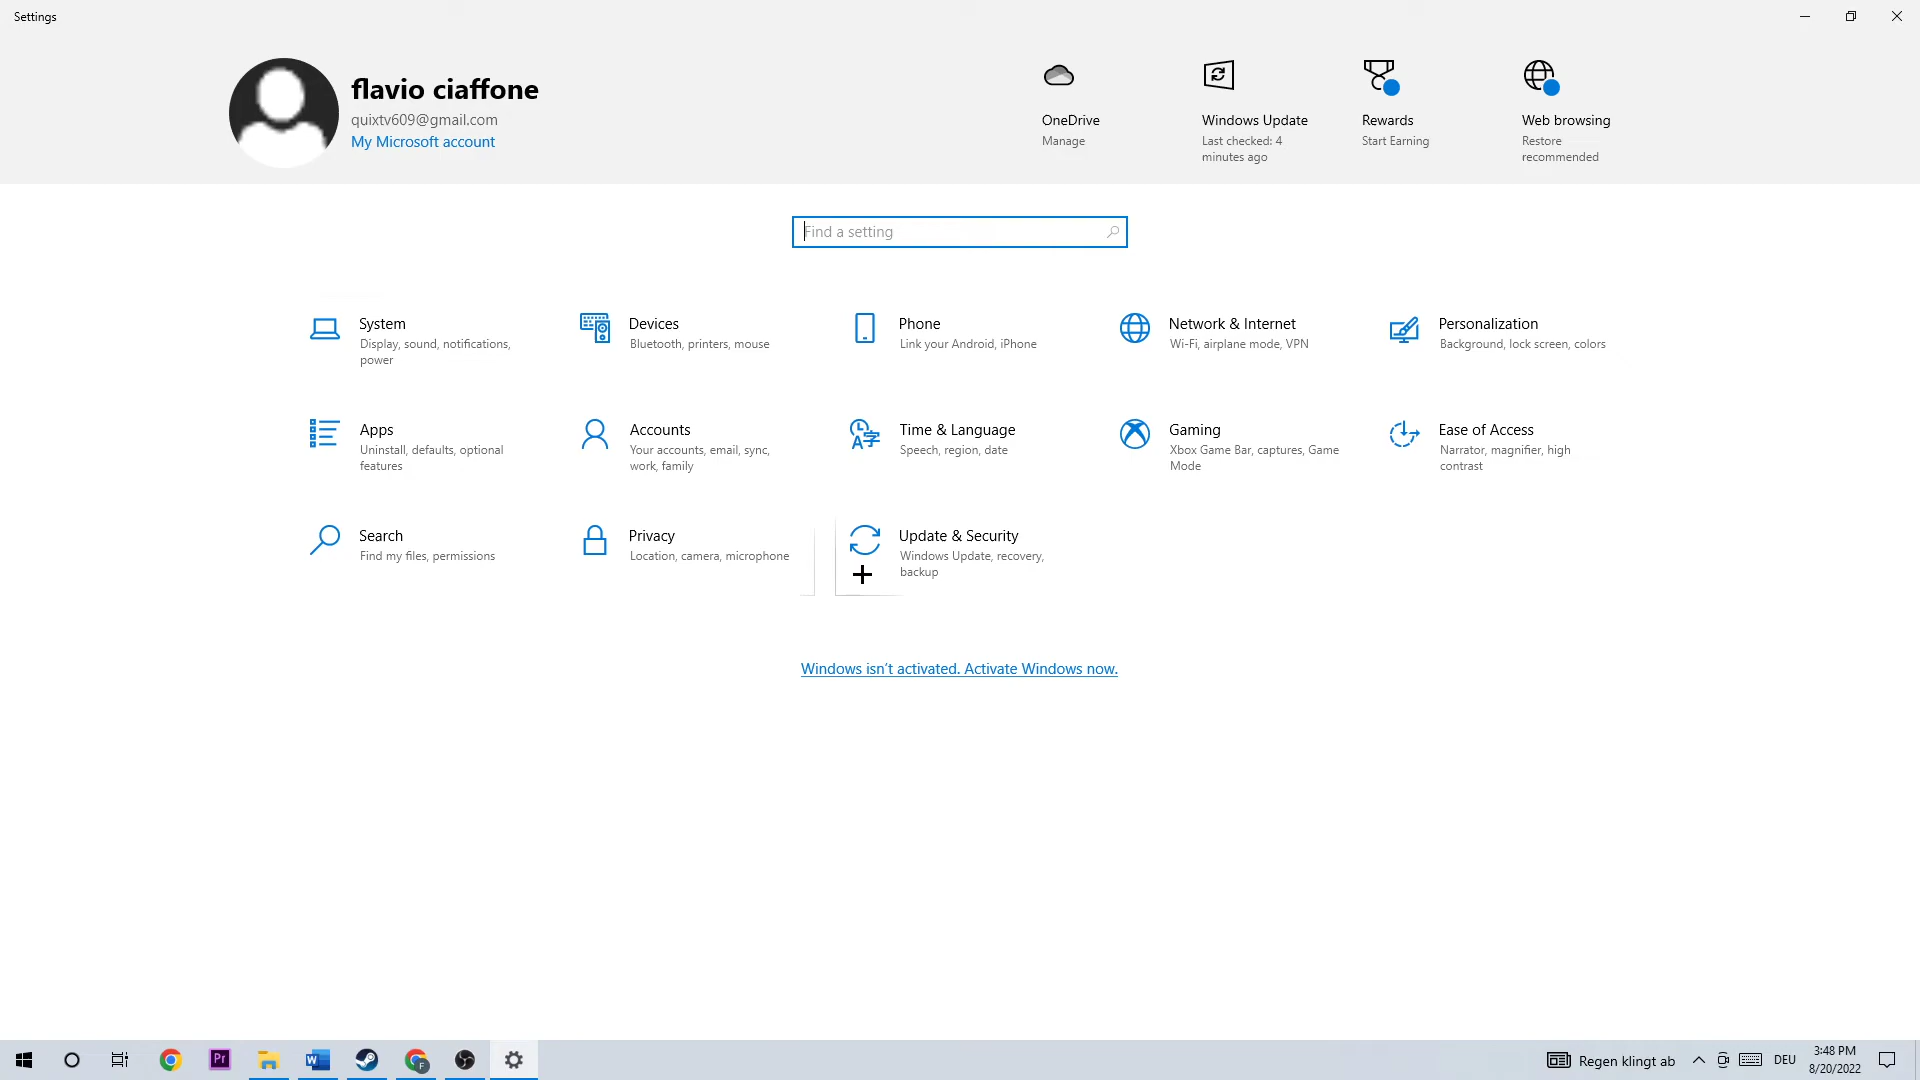 Settings
flavio ciaffone
quixtv609@gmail.com
My Microsoft account
OneDrive
Manage
Windows Update
Last checked: 4
minutes ago
Rewards
Start Earning
Web browsing
Restore
recommended
Find a setting
System
Display, sound, notifications,
power
Devices
Bluetooth, printers, mouse
Phone
Link your Android, iPhone
Network & Internet
Wi-Fi, airplane mode, VPN
Personalization
Background, lock screen, colors
Apps
Uninstall, defaults, optional
features
Accounts
Your accounts, email, sync,
work, family
Time & Language
Speech, region, date
Gaming
Xbox Game Bar, captures, Game
Mode
Ease of Access
Narrator, magnifier, high
contrast
Search
Find my files, permissions
Privacy
Location, camera, microphone
Update & Security
Windows Update, recovery,
backup
Windows isn't activated. Activate Windows now.
Pr
W
F
Regen klingt ab
DEU
3:48 PM
8/20/2022